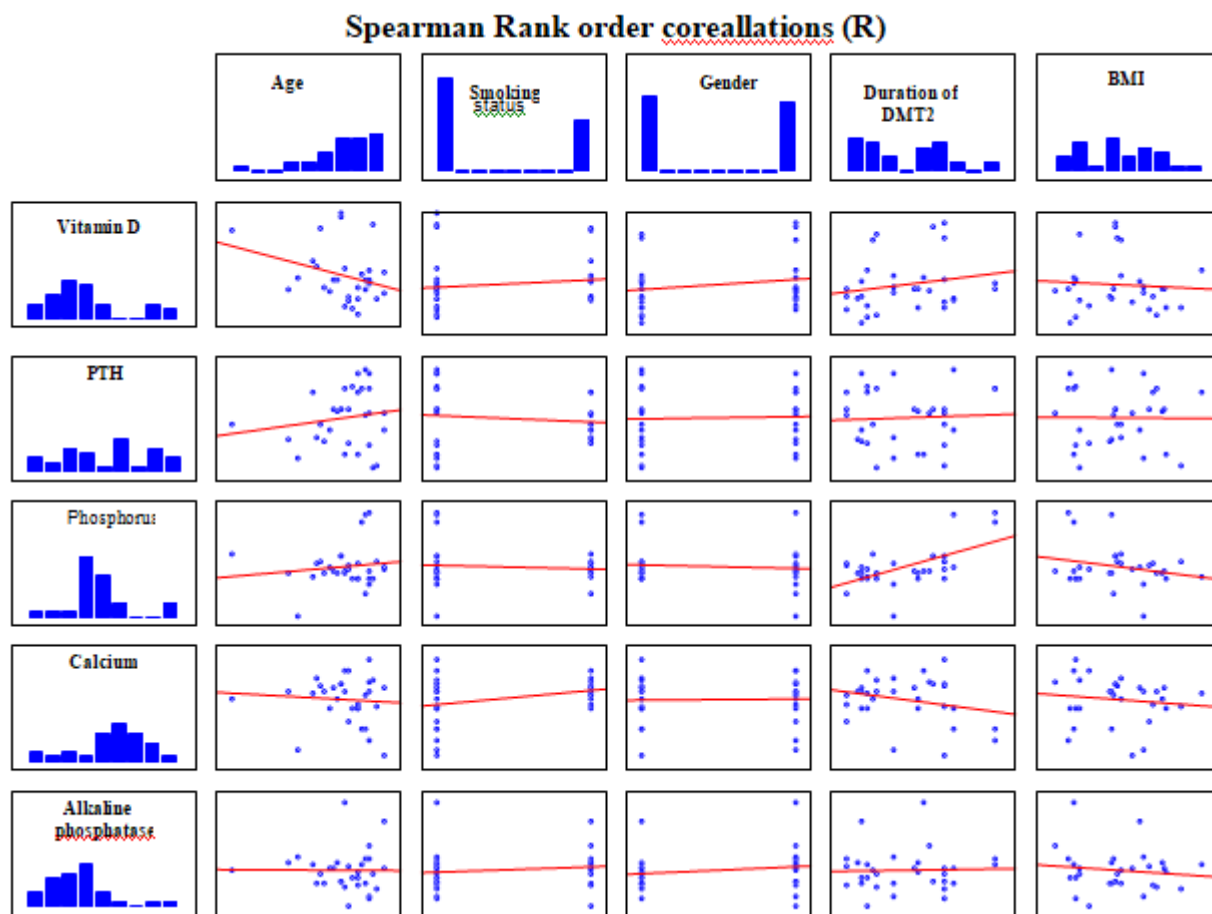 Spearman Rank order coreallations (R)
Age
Smoking
status
Gender
Duration of
DMT2
BMI
Vitamin D
PTH
Phosphorus
Calcium
Alkaline
phosphatase